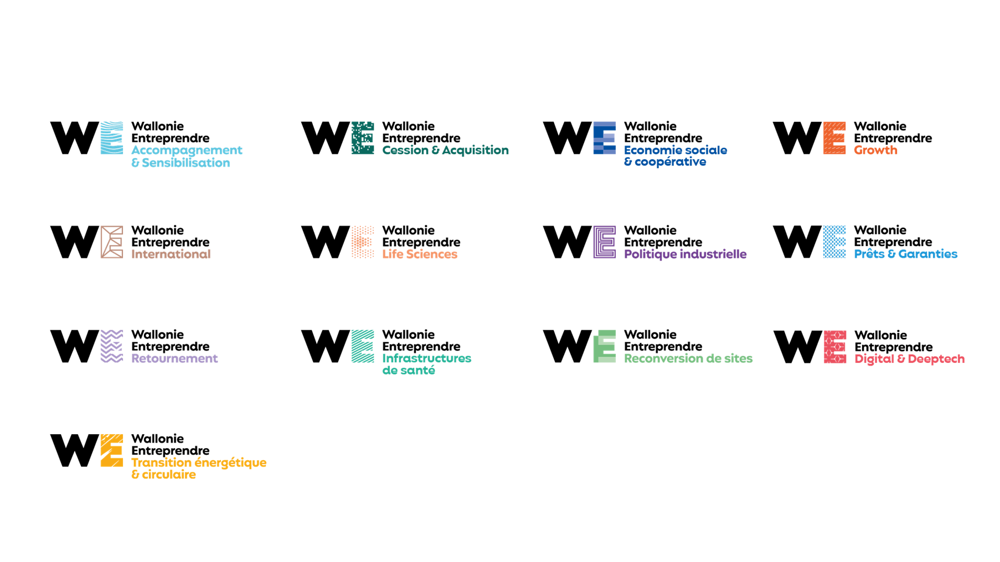 WE Wallonie
Entreprendre
Accompagnement
& Sensibilisation
WE Wallonie
Entreprendre
Cession & Acquisition
WE Wallonie
Entreprendre
Economie sociale
& coopérative
WE Wallonie
Entreprendre
Growth
WE Wallonie
Entreprendre
International
WE Wallonie
Entreprendre
Life Sciences
WE Wallonie
Entreprendre
Politique industrielle
WE Wallonie
Entreprendre
Prêts & Garanties
WE Wallonie
Entreprendre
Retournement
WE Wallonie
Entreprendre
Infrastructures
de santé
WE Wallonie
Entreprendre
Reconversion de sites
WE Wallonie
Entreprendre
Digital & Deeptech
WE Wallonie
Entreprendre
Transition énergétique
& circulaire